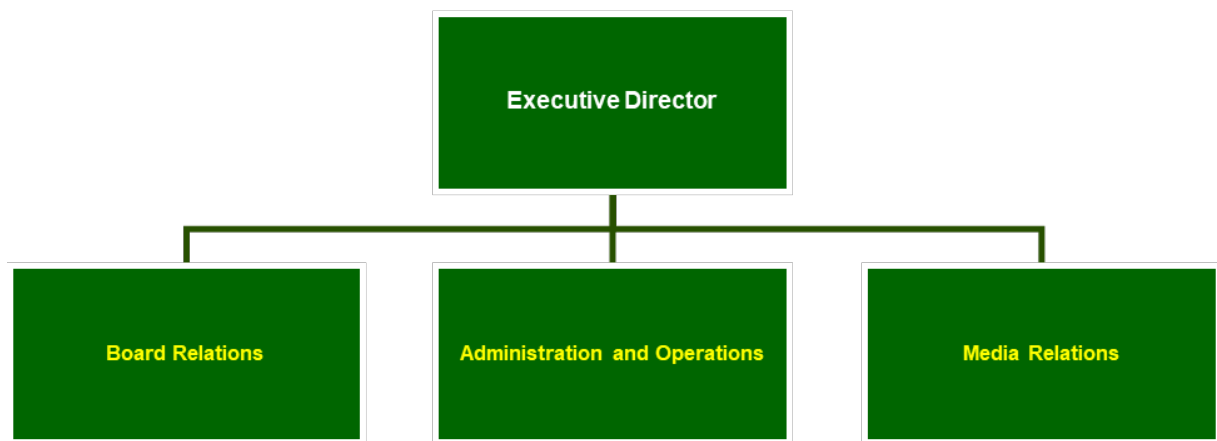 Executive Director
Board Relations
Administration and Operations
Media Relations